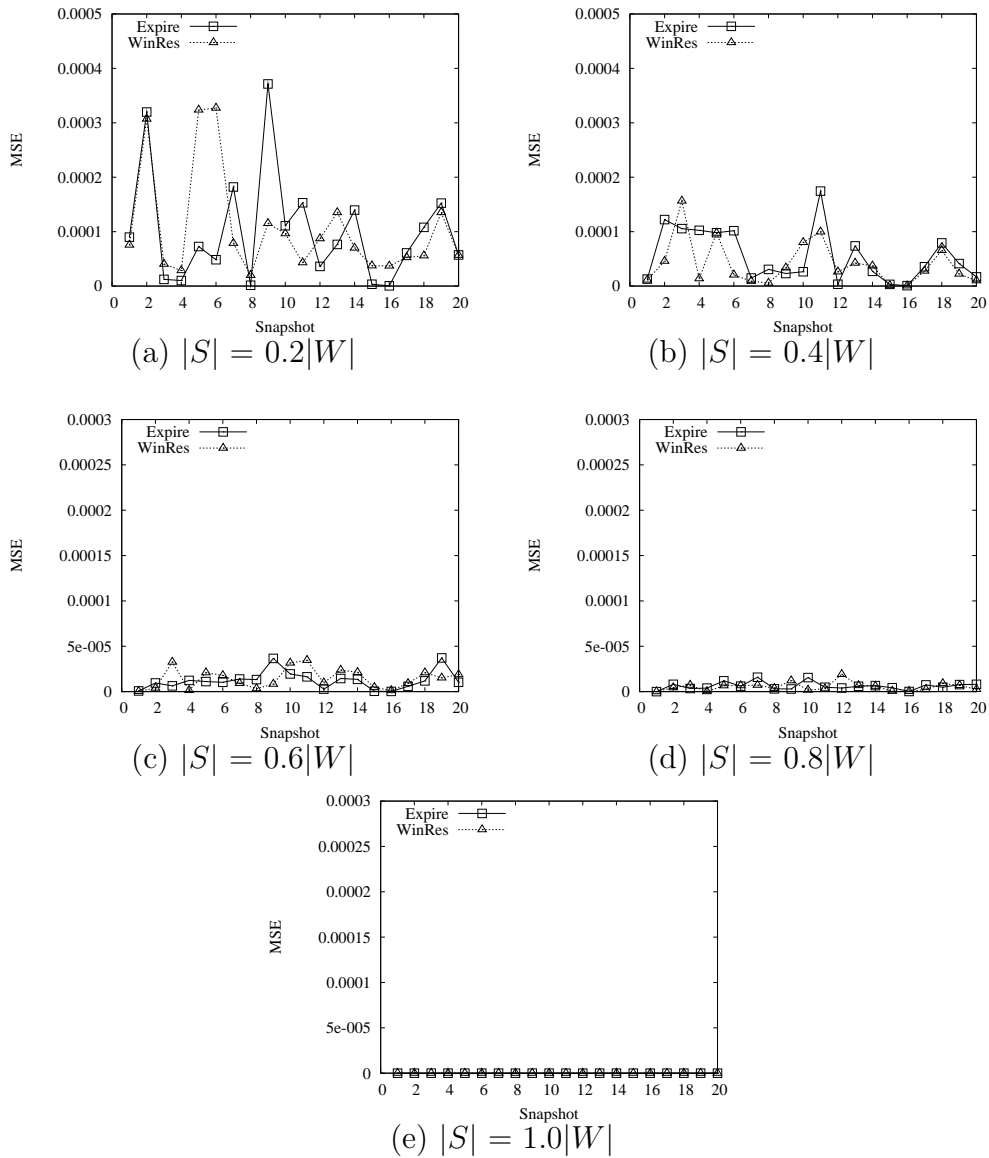 0.0005
0.0004
0.0003
0.0002
0.0001
0
MSE
Expire
WinRes
0 2 4 6 8 10 12 14 16 18 20
Snapshot
(a) |S| = 0.2|W|
0.0005
0.0004
0.0003
0.0002
0.0001
0
MSE
Expire
WinRes
0 2 4 6 8 10 12 14 16 18 20
Snapshot
(b) |S| = 0.4|W|
0.0003
0.00025
0.0002
0.00015
0.0001
5e-005
0
MSE
Expire
WinRes
0 2 4 6 8 10 12 14 16 18 20
Snapshot
(c) |S| = 0.6|W|
0.0003
0.00025
0.0002
0.00015
0.0001
5e-005
0
MSE
Expire
WinRes
0 2 4 6 8 10 12 14 16 18 20
Snapshot
(d) |S| = 0.8|W|
0.0003
0.00025
0.0002
0.00015
0.0001
5e-005
0
MSE
Expire
WinRes
0 2 4 6 8 10 12 14 16 18 20
Snapshot
(e) |S| = 1.0|W|